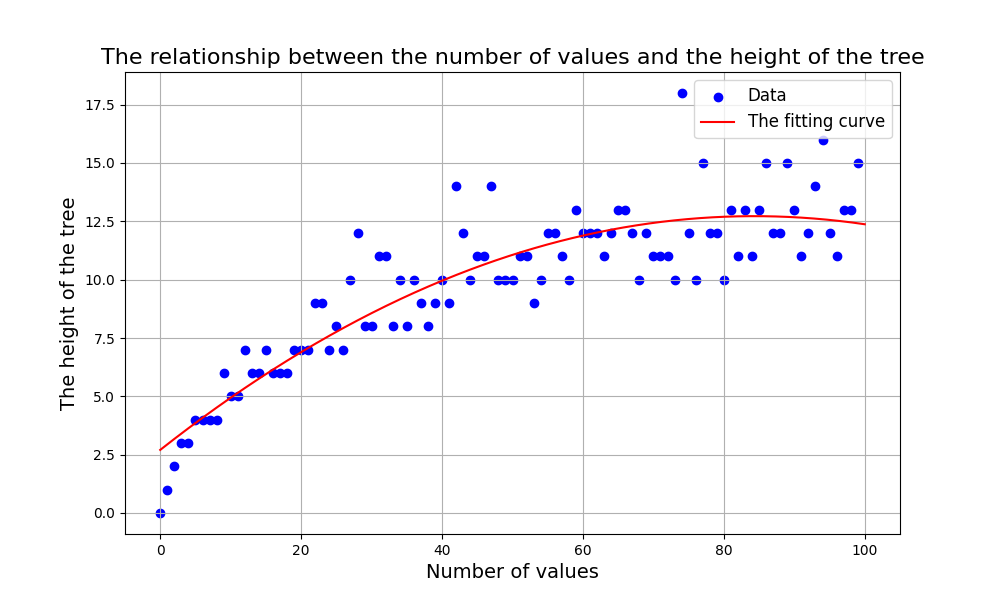 The relationship between the number of values and the height of the tree
17.5
15.0
12.5
10.0
7.5
5.0
2.5
0.0
The height of the tree
Data
The fitting curve
0 20 40 60 80 100
Number of values